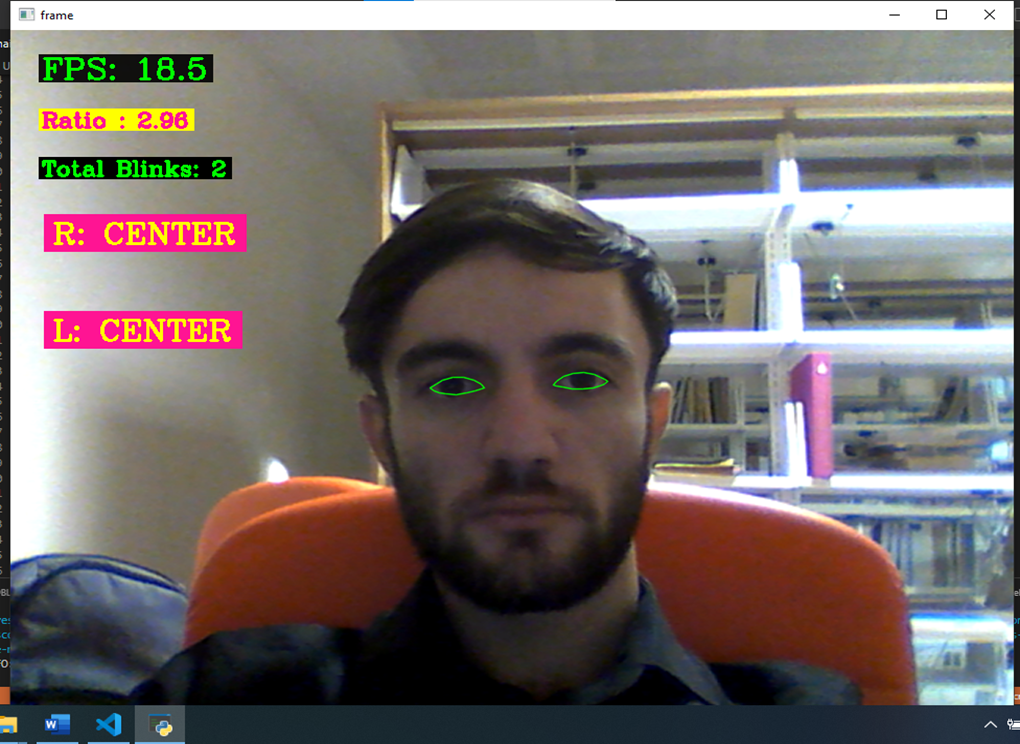 frame
FPS: 18.5
Ratio : 2.96
Total Blinks: 2
R: CENTER
L: CENTER